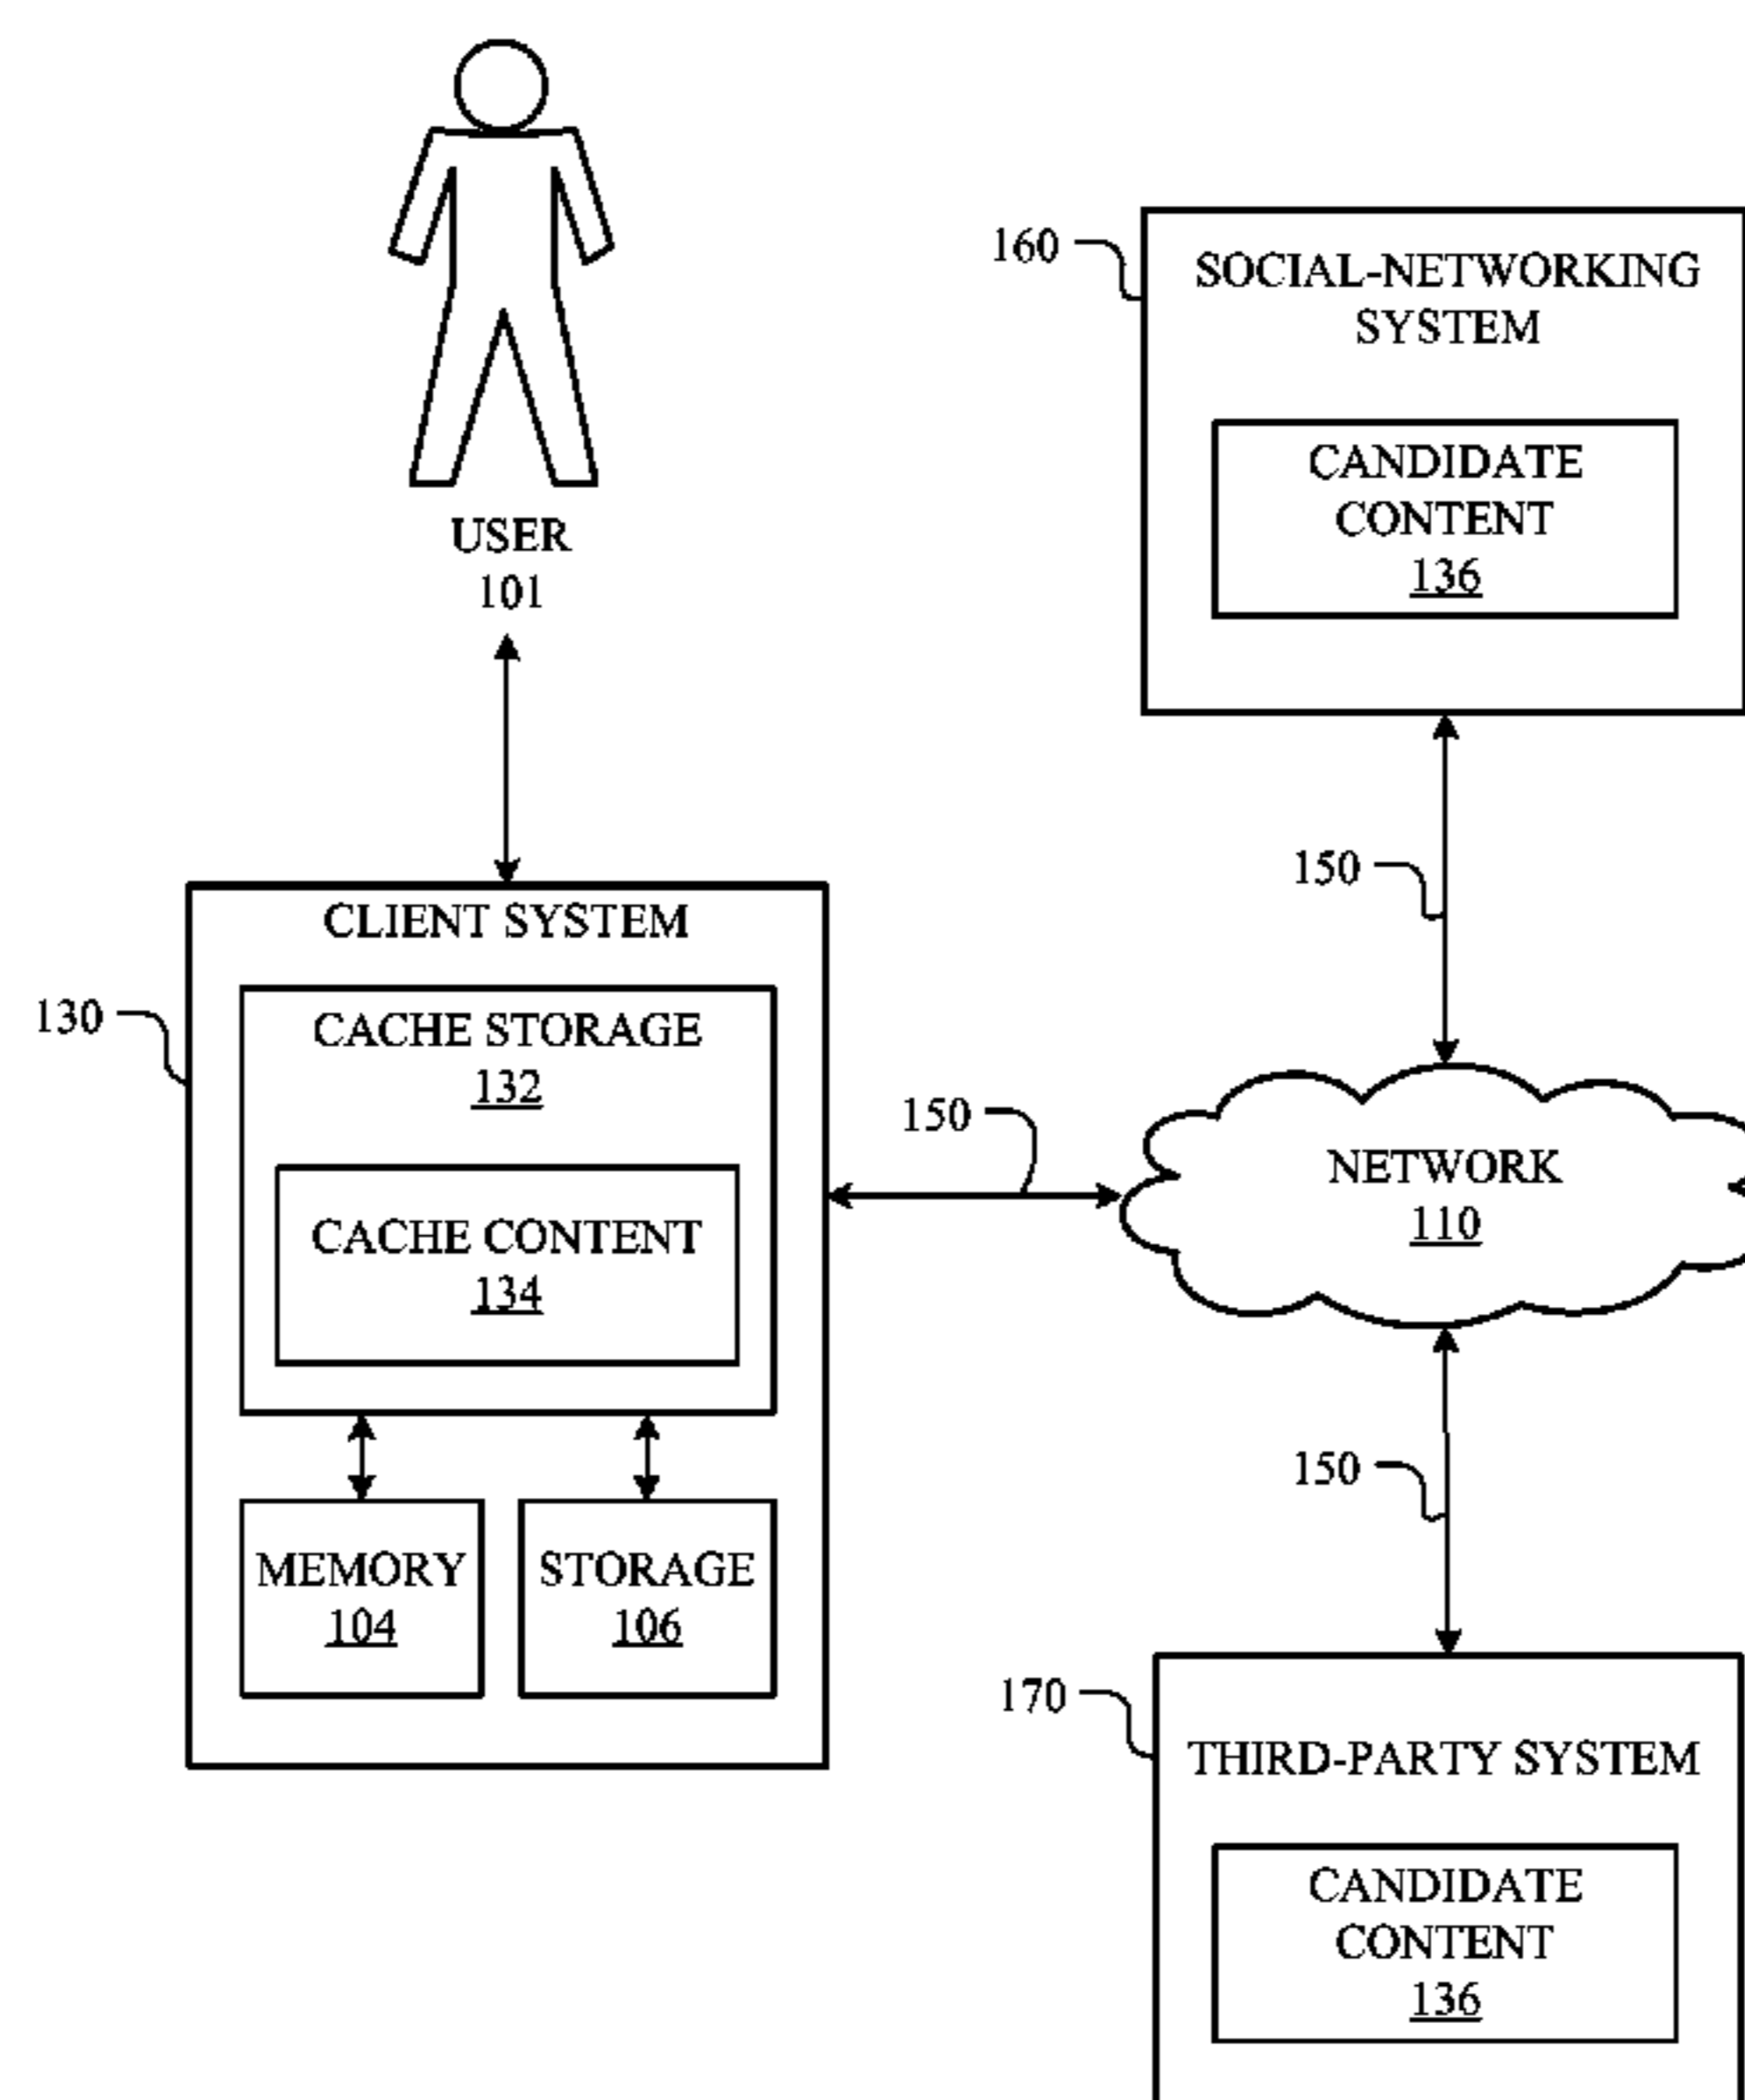 USER
101
160
SOCIAL-NETWORKING
SYSTEM
CANDIDATE
CONTENT
136
150
130
CLIENT SYSTEM
CACHE STORAGE
132
CACHE CONTENT
134
MEMORY
104
STORAGE
106
150
NETWORK
110
150
170
THIRD-PARTY SYSTEM
CANDIDATE
CONTENT
136